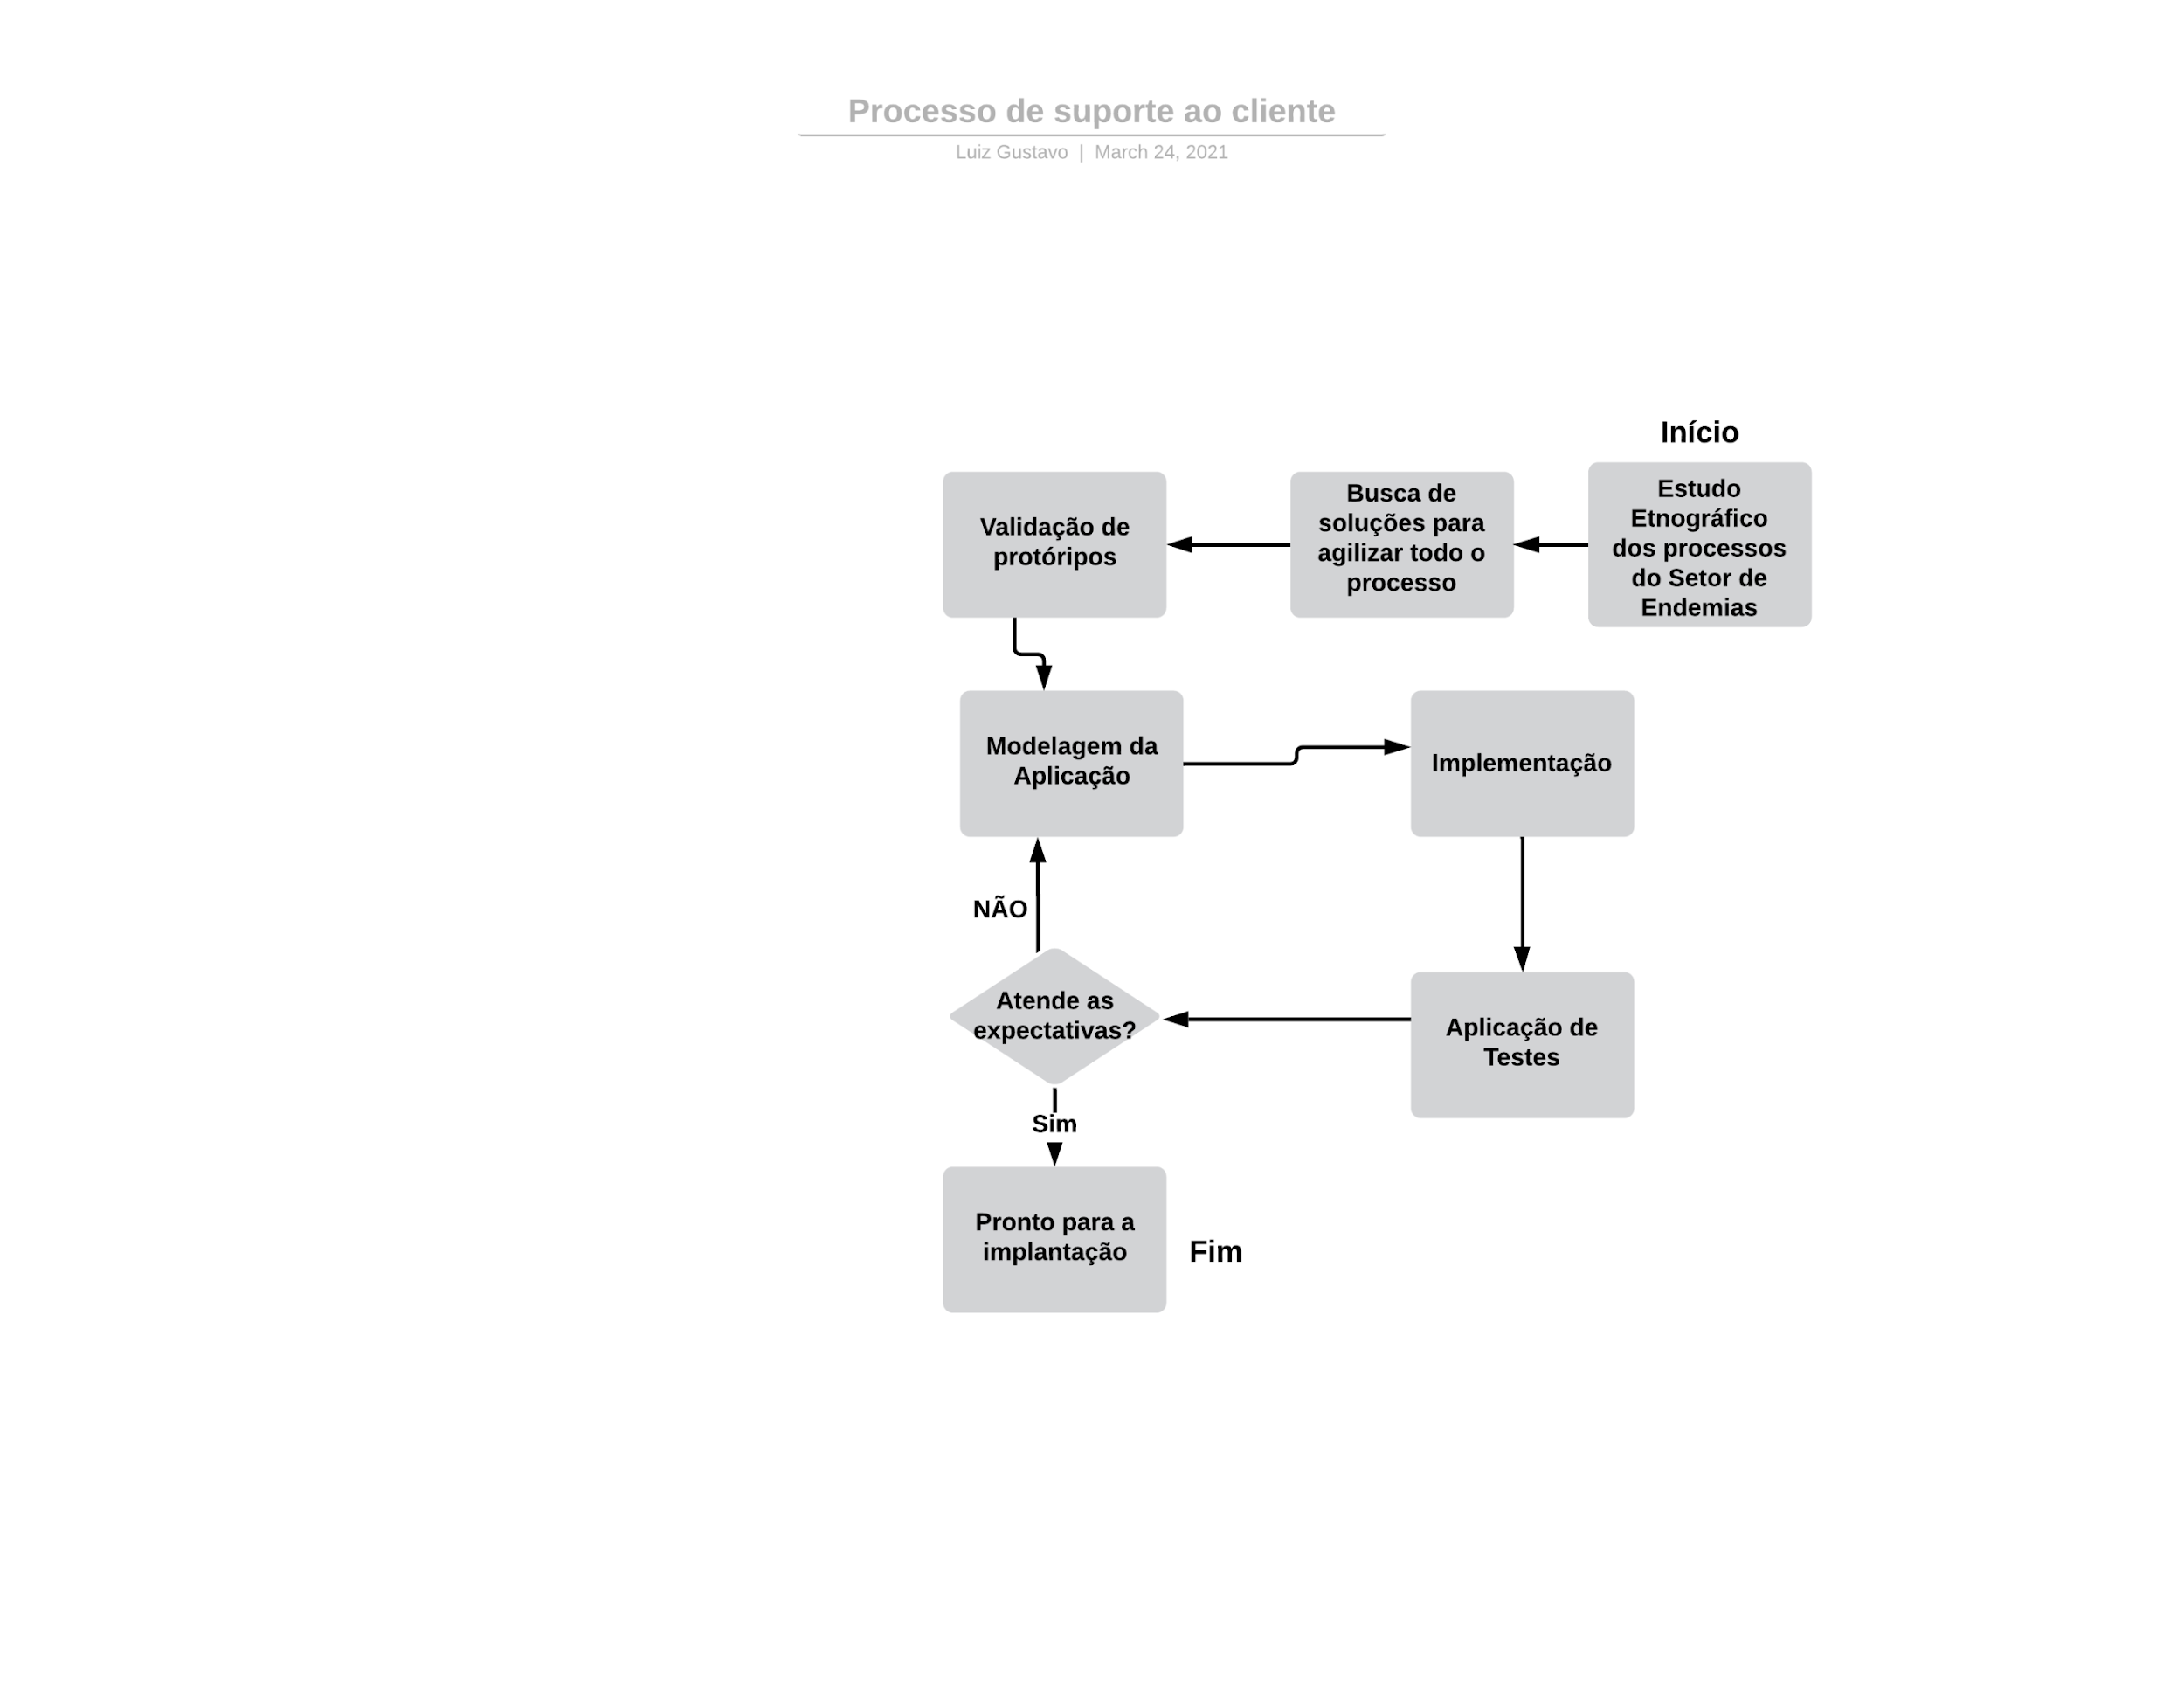 Processo de suporte ao cliente
Luiz Gustavo | March 24, 2021
Início
Estudo
Etnográfico
dos processos
do Setor de
Endemias
Busca de
soluções para
agilizar todo o
processo
Validação de
protóripos
Modelagem da
Aplicação
Implementação
NÃO
Atende as
expectativas?
Aplicação de
Testes
Sim
Pronto para a
implantação
Fim